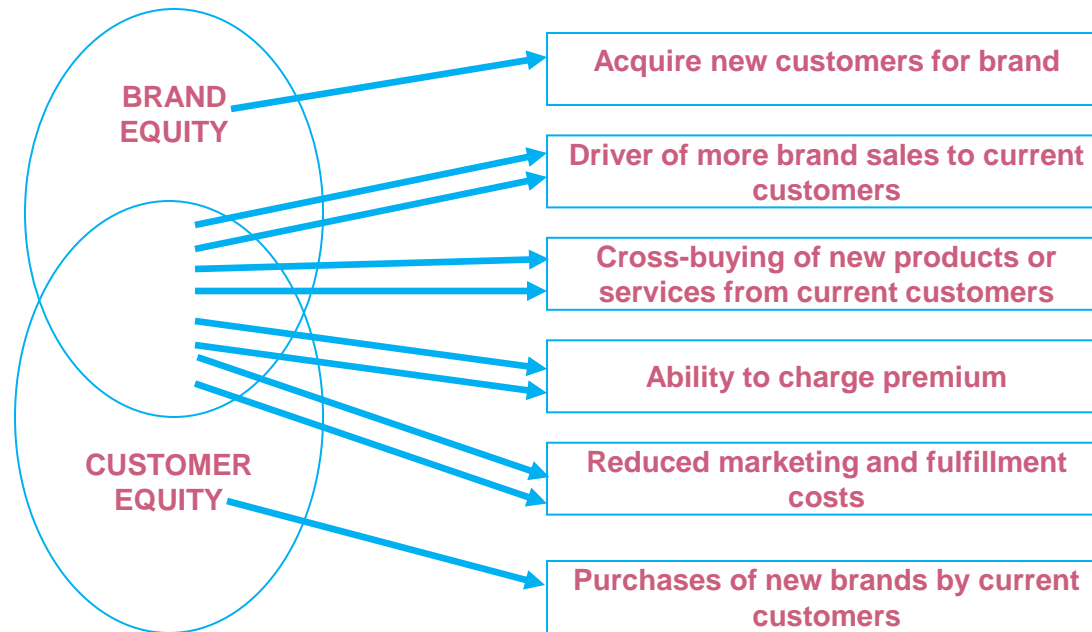 BRAND
EQUITY
CUSTOMER
EQUITY
Acquire new customers for brand
Driver of more brand sales to current
customers
Cross-buying of new products or
services from current customers
Ability to charge premium
Reduced marketing and fulfillment
costs
Purchases of new brands by current
customers